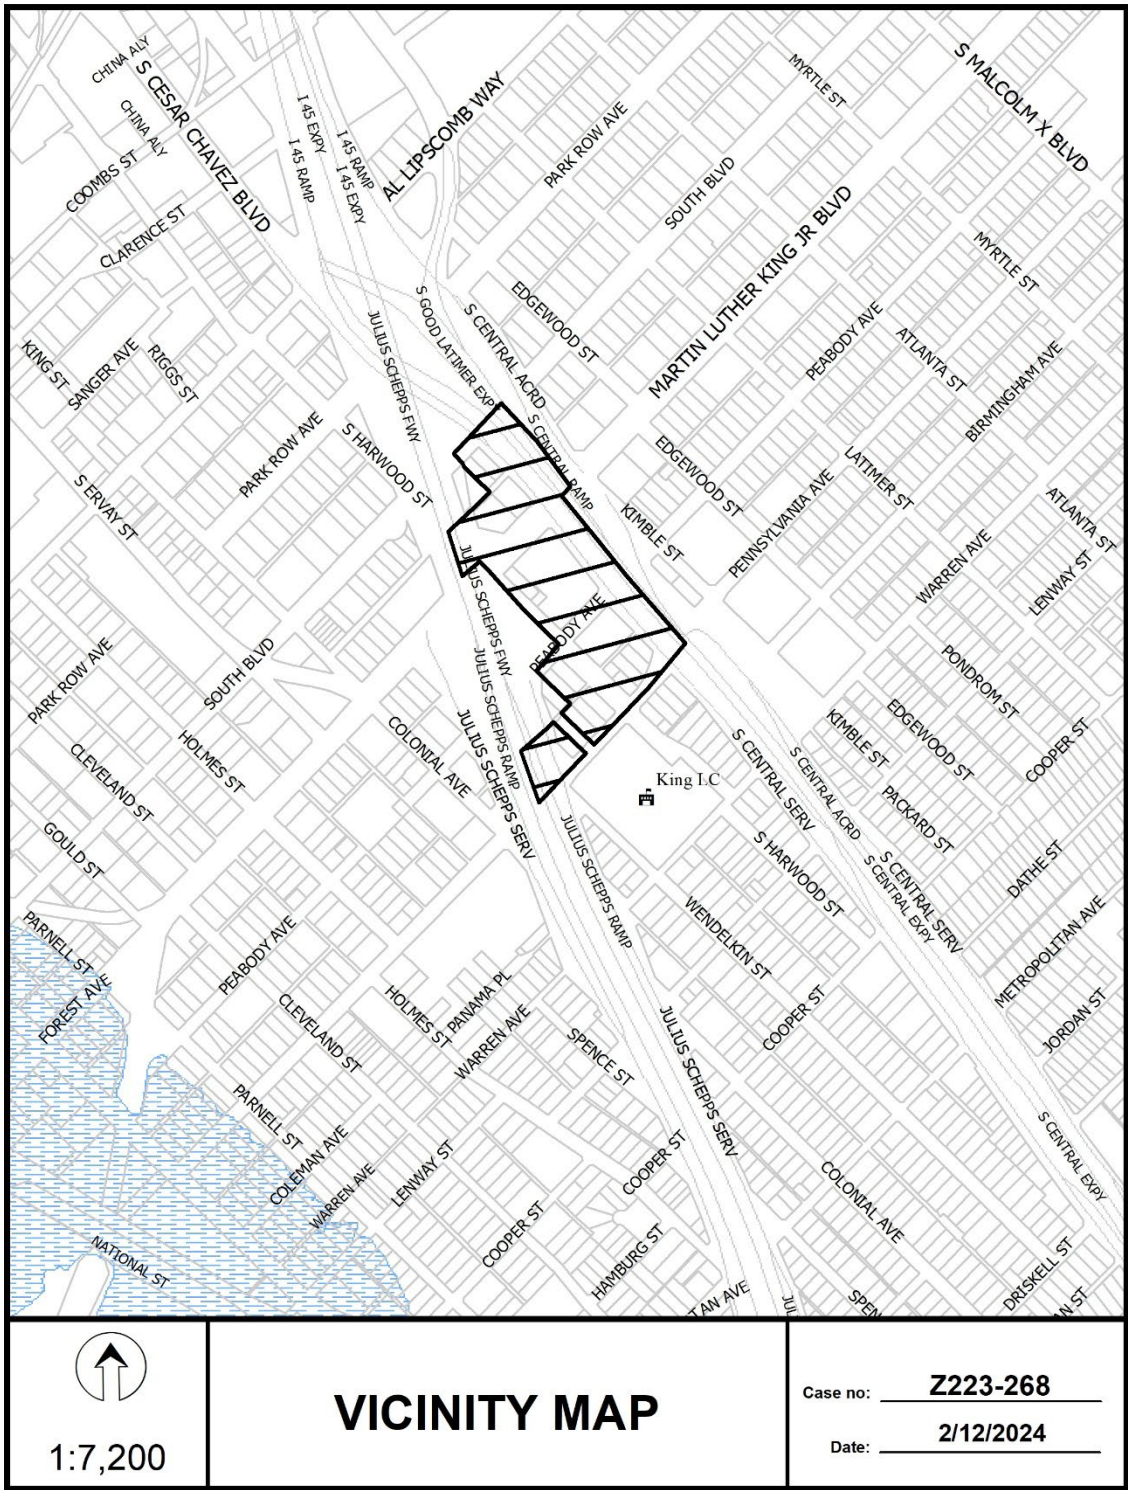 CHINA ALY
S CESAR CHAVEZ BLVD
CHINA ALY
COOMBS ST
CLARENCE ST
I 45 EXPY
I 45 RAMP
I 45 RAMP
I 45 EXPY
AL LIPSCOMB WAY
PARK ROW AVE
MYRTLE ST
S MALCOLM X BLVD
SOUTH BLVD
MARTIN LUTHER KING JR BLVD
MYRTLE ST
EDGEWOOD ST
S GOOD LATIMER EXP
S CENTRAL ACRD
JULIUS SCHEPPS FWY
KING ST
SANGER AVE
RIGGS ST
PEABODY AVE
ATLANTA ST
BIRMINGHAM AVE
PARK ROW AVE
S HARWOOD ST
S CENTRAL RAMP
EDGEWOOD ST
LATIMER ST
S ERVAY ST
KIMBLE ST
PENNSYLVANIA AVE
ATLANTA ST
WARREN AVE
LENWAY ST
JULIUS SCHEPPS FWY
PEABODY AVE
PARK ROW AVE
SOUTH BLVD
JULIUS SCHEPPS RAMP
PONDROM ST
HOLMES ST
COLONIAL AVE
JULIUS SCHEPPS SERV
EDGEWOOD ST
KIMBLE ST
COOPER ST
CLEVELAND ST
S CENTRAL SERV
S CENTRAL ACRD
King LC
PACKARD ST
GOULD ST
JULIUS SCHEPPS RAMP
S HARWOOD ST
S CENTRAL SERV
S CENTRAL EXPY
DATHE ST
PARNELL ST
PEABODY AVE
WENDELKIN ST
METROPOLITAN AVE
FOREST AVE
CLEVELAND ST
HOLMES ST
PANAMA PL
WARREN AVE
COOPER ST
JORDAN ST
SPENCE ST
JULIUS SCHEPPS SERV
PARNELL ST
COLEMAN AVE
WARREN AVE
LENWAY ST
COOPER ST
S CENTRAL EXPY
COLONIAL AVE
NATIONAL ST
COOPER ST
HAMBURG ST
DRISKELL ST
TAN AVE
JUL
SPEN
AN ST
1:7,200
VICINITY MAP
Case no: Z223-268
Date: 2/12/2024